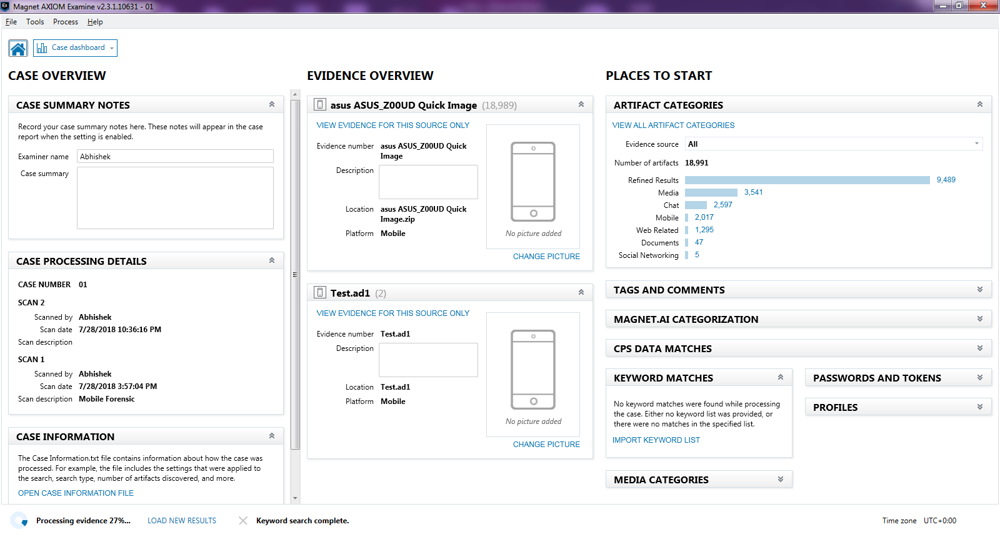 Ex Magnet AXIOM Examine v2.3.1.10631 - 01
File Tools Process Help
Case dashboard
CASE OVERVIEW
CASE SUMMARY NOTES
Record your case summary notes here. These notes will appear in the case
report when the setting is enabled.
Examiner name Abhishek
Case summary
CASE PROCESSING DETAILS
CASE NUMBER 01
SCAN 2
Scanned by Abhishek
Scan date 7/28/2018 10:36:16 PM
Scan description
SCAN 1
Scanned by Abhishek
Scan date 7/28/2018 3:57:04 PM
Scan description Mobile Forensic
CASE INFORMATION
The Case Information.txt file contains information about how the case was
processed. For example, the file includes the settings that were applied to
the search, search type, number of artifacts discovered, and more.
OPEN CASE INFORMATION FILE
EVIDENCE OVERVIEW
asus ASUS_Z00UD Quick Image (18,989)
VIEW EVIDENCE FOR THIS SOURCE ONLY
Evidence number asus ASUS_Z00UD Quick
Image
Description
Location asus ASUS_Z00UD Quick
Image.zip
Platform Mobile
No picture added
CHANGE PICTURE
Test.ad1 (2)
VIEW EVIDENCE FOR THIS SOURCE ONLY
Evidence number Test.ad1
Description
Location Test.ad1
Platform Mobile
No picture added
CHANGE PICTURE
PLACES TO START
ARTIFACT CATEGORIES
VIEW ALL ARTIFACT CATEGORIES
Evidence source All
Number of artifacts 18,991
Refined Results 9,489
Media 3,541
Chat 2,597
Mobile 2,017
Web Related 1,295
Documents 47
Social Networking 5
TAGS AND COMMENTS
MAGNET.AI CATEGORIZATION
CPS DATA MATCHES
KEYWORD MATCHES
No keyword matches were found while processing
the case. Either no keyword list was provided, or
there were no matches in the specified list.
IMPORT KEYWORD LIST
MEDIA CATEGORIES
PASSWORDS AND TOKENS
PROFILES
Processing evidence 27%... LOAD NEW RESULTS Keyword search complete.
Time zone UTC+0:00